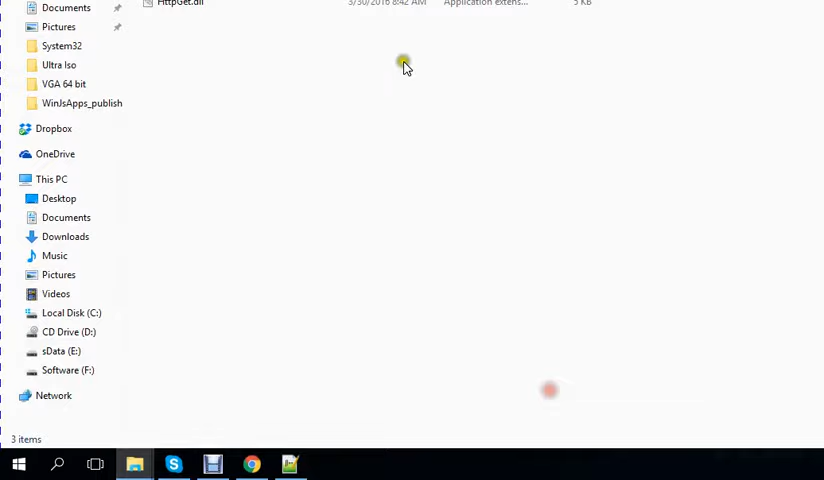 Documents
HttpGet.dll 3/30/2016 8:42 AM Application extens... 5 KB
Pictures
System32
Ultra Iso
VGA 64 bit
WinJsApps_publish
Dropbox
OneDrive
This PC
Desktop
Documents
Downloads
Music
Pictures
Videos
Local Disk (C:)
CD Drive (D:)
sData (E:)
Software (F:)
Network
3 items